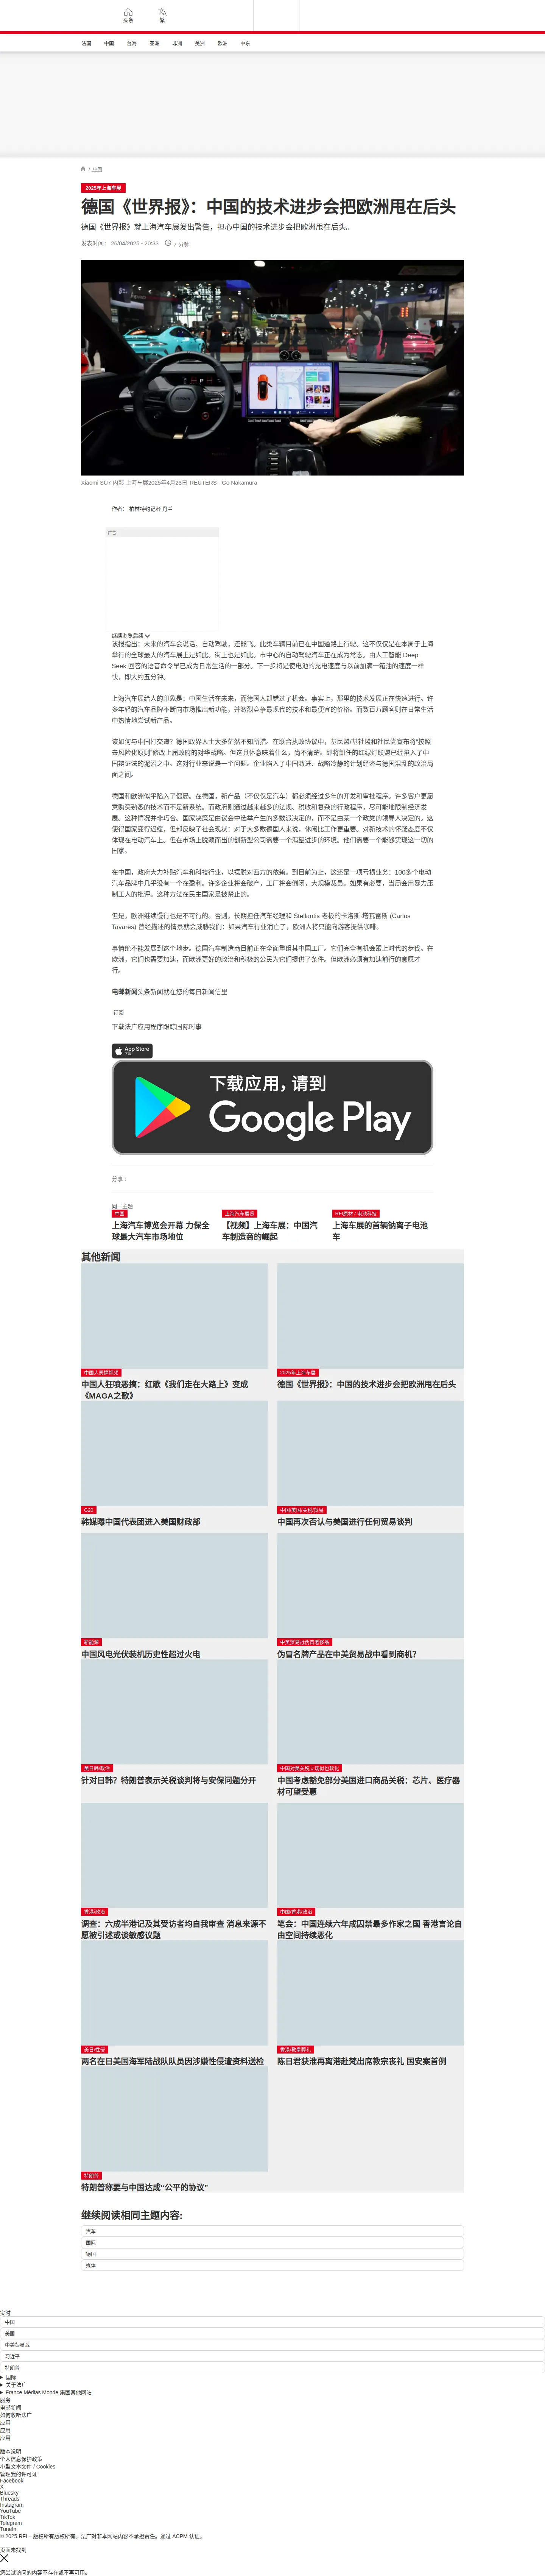 头条
繁
法国
中国
台海
亚洲
非洲
美洲
欧洲
中东
/ 中国
2025年上海车展
德国《世界报》：中国的技术进步会把欧洲甩在后头
德国《世界报》就上海汽车展发出警告，担心中国的技术进步会把欧洲甩在后头。
发表时间： 26/04/2025 - 20:33
7 分钟
Xiaomi SU7 内部 上海车展2025年4月23日 REUTERS - Go Nakamura
作者： 柏林特约记者 丹兰
广告
继续浏览后续
该报指出：未来的汽车会说话、自动驾驶，还能飞。此类车辆目前已在中国道路上行驶。这不仅仅是在本周于上海
举行的全球最大的汽车展上是如此。街上也是如此。市中心的自动驾驶汽车正在成为常态。由人工智能 Deep
Seek 回答的语音命令早已成为日常生活的一部分。下一步将是使电池的充电速度与以前加满一箱油的速度一样
快，即大约五分钟。
上海汽车展给人的印象是：中国生活在未来，而德国人却错过了机会。事实上，那里的技术发展正在快速进行。许
多年轻的汽车品牌不断向市场推出新功能，并激烈竞争最现代的技术和最便宜的价格。而数百万顾客则在日常生活
中热情地尝试新产品。
该如何与中国打交道？德国政界人士大多茫然不知所措。在联合执政协议中，基民盟/基社盟和社民党宣布将“按照
去风险化原则”修改上届政府的对华战略。但这具体意味着什么，尚不清楚。即将卸任的红绿灯联盟已经陷入了中
国辩证法的泥沼之中。这对行业来说是一个问题。企业陷入了中国激进、战略冷静的计划经济与德国混乱的政治局
面之间。
德国和欧洲似乎陷入了僵局。在德国，新产品（不仅仅是汽车）都必须经过多年的开发和审批程序。许多客户更愿
意购买熟悉的技术而不是新系统。而政府则通过越来越多的法规、税收和复杂的行政程序，尽可能地限制经济发
展。这种情况并非巧合。国家决策是由议会中选举产生的多数派决定的，而不是由某一个政党的领导人决定的。这
使得国家变得迟缓，但却反映了社会现状：对于大多数德国人来说，休闲比工作更重要。对新技术的怀疑态度不仅
体现在电动汽车上。但在市场上脱颖而出的创新型公司需要一个渴望进步的环境。他们需要一个能够实现这一切的
国家。
在中国，政府大力补贴汽车和科技行业，以摆脱对西方的依赖。到目前为止，这还是一项亏损业务：100多个电动
汽车品牌中几乎没有一个在盈利。许多企业将会破产，工厂将会倒闭，大规模裁员。如果有必要，当局会用暴力压
制工人的批评。这种方法在民主国家是被禁止的。
但是，欧洲继续慢行也是不可行的。否则，长期担任汽车经理和 Stellantis 老板的卡洛斯·塔瓦雷斯 (Carlos
Tavares) 曾经描述的情景就会威胁我们：如果汽车行业消亡了，欧洲人将只能向游客提供咖啡。
事情绝不能发展到这个地步。德国汽车制造商目前正在全面重组其中国工厂。它们完全有机会跟上时代的步伐。在
欧洲，它们也需要加速，而欧洲更好的政治和积极的公民为它们提供了条件。但欧洲必须有加速前行的意愿才
行。
电邮新闻头条新闻就在您的每日新闻信里
订阅
下载法广应用程序跟踪国际时事
App Store
下载
下载应用，请到
Google Play
分享 :
同一主题
中国
上海汽车博览会开幕 力保全
球最大汽车市场地位
上海汽车展览
【视频】上海车展：中国汽
车制造商的崛起
RFI原材 / 电池科技
上海车展的首辆钠离子电池
车
其他新闻
中国人恶搞视频
中国人狂喷恶搞：红歌《我们走在大路上》变成
《MAGA之歌》
2025年上海车展
德国《世界报》：中国的技术进步会把欧洲甩在后头
G20
韩媒曝中国代表团进入美国财政部
中国/美国/关税/贸易
中国再次否认与美国进行任何贸易谈判
新能源
中国风电光伏装机历史性超过火电
中美贸易战伪冒奢侈品
伪冒名牌产品在中美贸易战中看到商机？
美日韩/政治
针对日韩？特朗普表示关税谈判将与安保问题分开
中国对美关税立场似也软化
中国考虑豁免部分美国进口商品关税：芯片、医疗器
材可望受惠
香港/政治
调查：六成半港记及其受访者均自我审查 消息来源不
愿被引述或谈敏感议题
中国/香港/政治
笔会：中国连续六年成囚禁最多作家之国 香港言论自
由空间持续恶化
美日/性侵
两名在日美国海军陆战队队员因涉嫌性侵遭资料送检
香港/教皇葬礼
陈日君获准再离港赴梵出席教宗丧礼 国安案首例
特朗普
特朗普称要与中国达成“公平的协议”
继续阅读相同主题内容:
汽车
国际
德国
媒体
实时
中国
美国
中美贸易战
习近平
特朗普
国际
关于法广
France Médias Monde 集团其他网站
服务
电邮新闻
如何收听法广
应用
应用
应用
版本说明
个人信息保护政策
小型文本文件 / Cookies
管理我的许可证
Facebook
X
Bluesky
Threads
Instagram
YouTube
TikTok
Telegram
TuneIn
© 2025 RFI – 版权所有版权所有。法广对非本网站内容不承担责任。通过 ACPM 认证。
页面未找到
您尝试访问的内容不存在或不再可用。